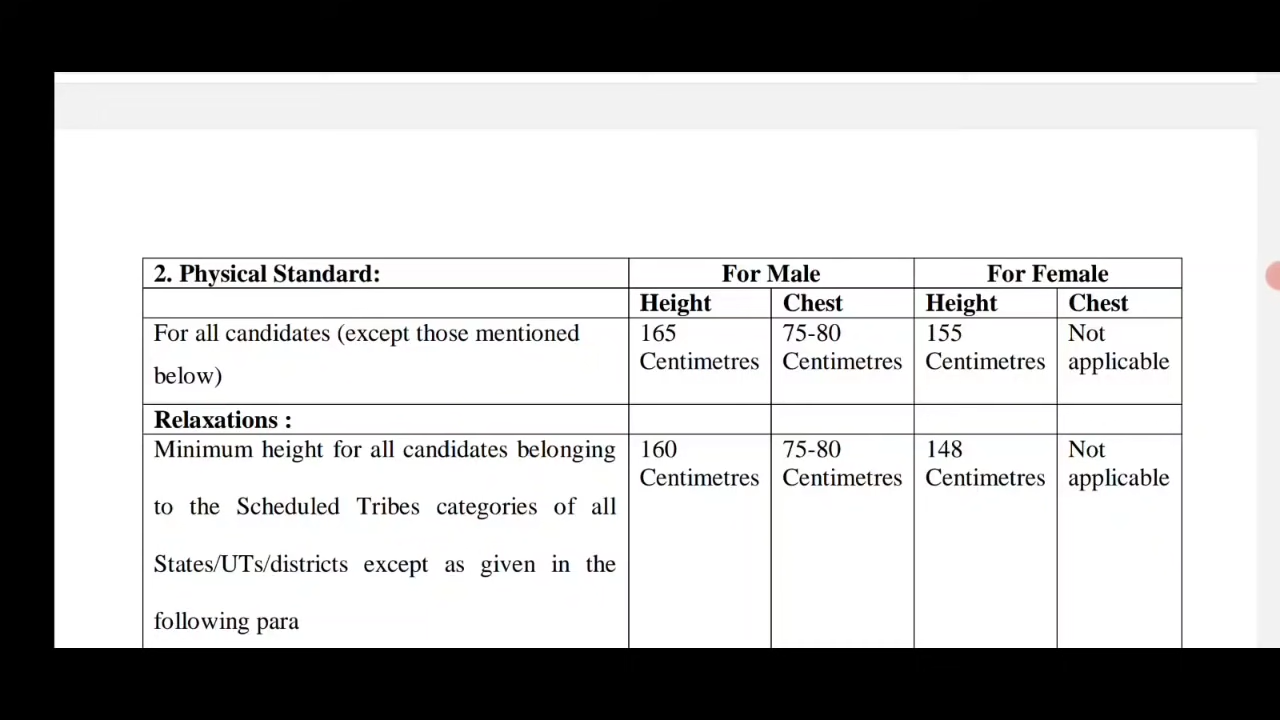 2. Physical Standard: For Male For Female
Height Chest Height Chest
For all candidates (except those mentioned 165 75-80 155 Not
below) Centimetres Centimetres Centimetres applicable
Relaxations :
Minimum height for all candidates belonging 160 75-80 148 Not
Centimetres Centimetres Centimetres applicable
to the Scheduled Tribes categories of all
States/UTs/districts except as given in the
following para